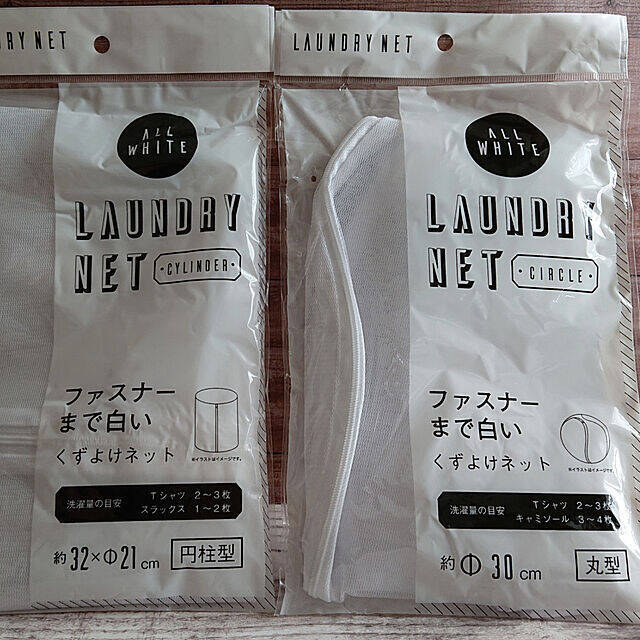 DRY NET
ALL
WHITE
LAUNDRY
NET
・CYLINDER・
ファスナー
まで白い
くずよけネット
※イラストはイメージです。
洗濯量の目安
Tシャツ 2〜3枚
スラックス 1〜2枚
約32×Φ21cm
円柱型
LAUNDRY NET
ALL
WHITE
LAUNDRY
NET
・CIRCLE・
ファスナー
まで白い
くずよけネット
※イラストはイメージです。
洗濯量の目安
Tシャツ 2〜3枚
キャミソール 3〜4枚
約Φ30cm
丸型